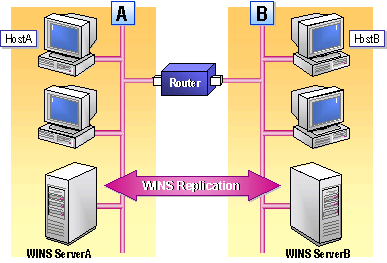 A
B
HostA
HostB
Router
WINS Replication
WINS ServerA
WINS ServerB